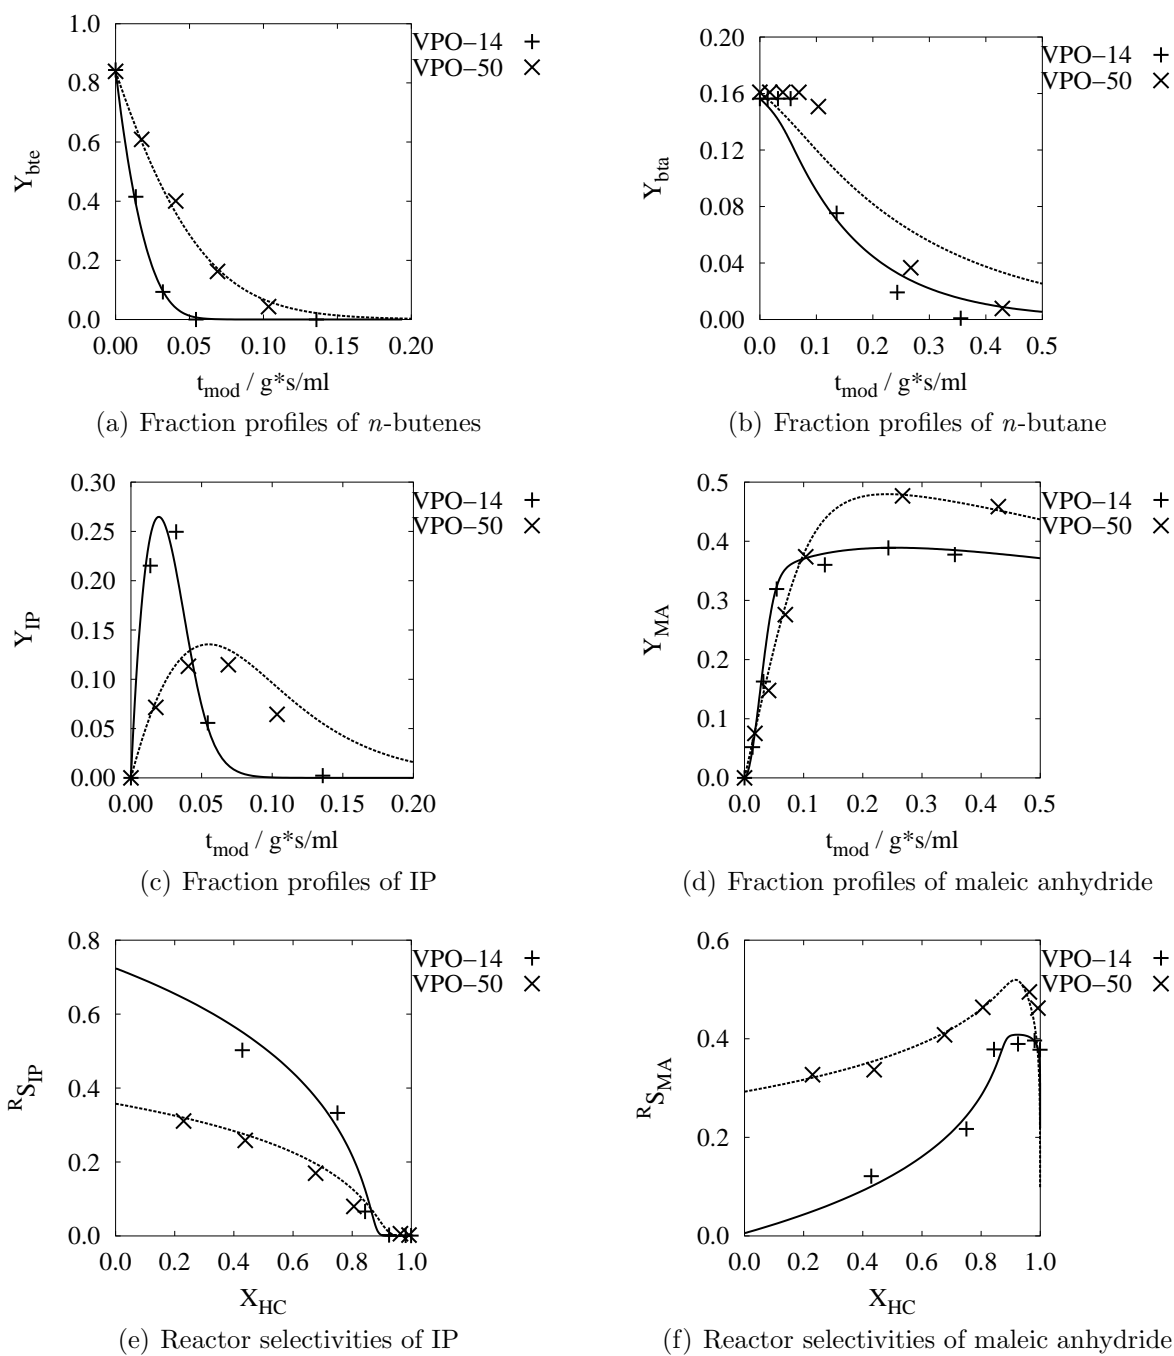 1.0
0.8
0.6
0.4
0.2
0.0
Y_bte
0.00 0.05 0.10 0.15 0.20
t_mod / g*s/ml
VPO−14 +
VPO−50 ×
(a) Fraction profiles of n-butenes
0.20
0.16
0.12
0.08
0.04
0.00
Y_bta
0.0 0.1 0.2 0.3 0.4 0.5
t_mod / g*s/ml
VPO−14 +
VPO−50 ×
(b) Fraction profiles of n-butane
0.30
0.25
0.20
0.15
0.10
0.05
0.00
Y_IP
0.00 0.05 0.10 0.15 0.20
t_mod / g*s/ml
VPO−14 +
VPO−50 ×
(c) Fraction profiles of IP
0.5
0.4
0.3
0.2
0.1
0.0
Y_MA
0.0 0.1 0.2 0.3 0.4 0.5
t_mod / g*s/ml
VPO−14 +
VPO−50 ×
(d) Fraction profiles of maleic anhydride
0.8
0.6
0.4
0.2
0.0
^R S_IP
0.0 0.2 0.4 0.6 0.8 1.0
X_HC
VPO−14 +
VPO−50 ×
(e) Reactor selectivities of IP
0.6
0.4
0.2
0.0
^R S_MA
0.0 0.2 0.4 0.6 0.8 1.0
X_HC
VPO−14 +
VPO−50 ×
(f) Reactor selectivities of maleic anhydride